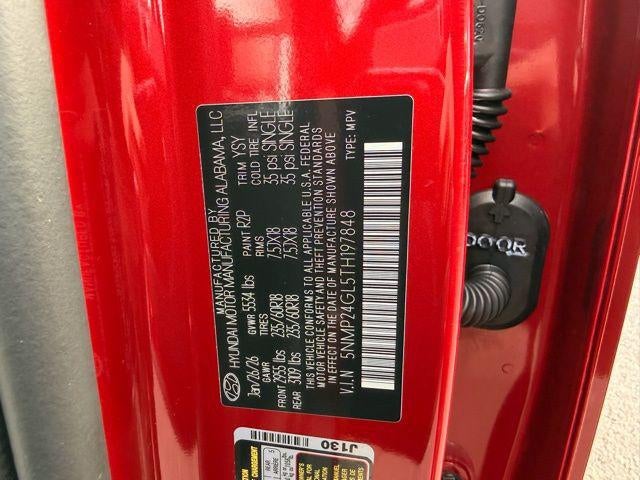 MANUFACTURED BY
HYUNDAI MOTOR MANUFACTURING ALABAMA, LLC
Jan/26/26 GVWR 5534 lbs PAINT R2P TRIM YSY
GAWR TIRES RIMS COLD TIRE INFL
FRONT 2955 lbs 235/60R18 7.5JX18 35 psi SINGLE
REAR 3109 lbs 235/60R18 7.5JX18 35 psi SINGLE
THIS VEHICLE CONFORMS TO ALL APPLICABLE U.S.A. FEDERAL
MOTOR VEHICLE SAFETY AND THEFT PREVENTION STANDARDS
IN EFFECT ON THE DATE OF MANUFACTURE SHOWN ABOVE
V.I.N 5NMP24GL5TH197848 TYPE: MPV
J130
DOOR